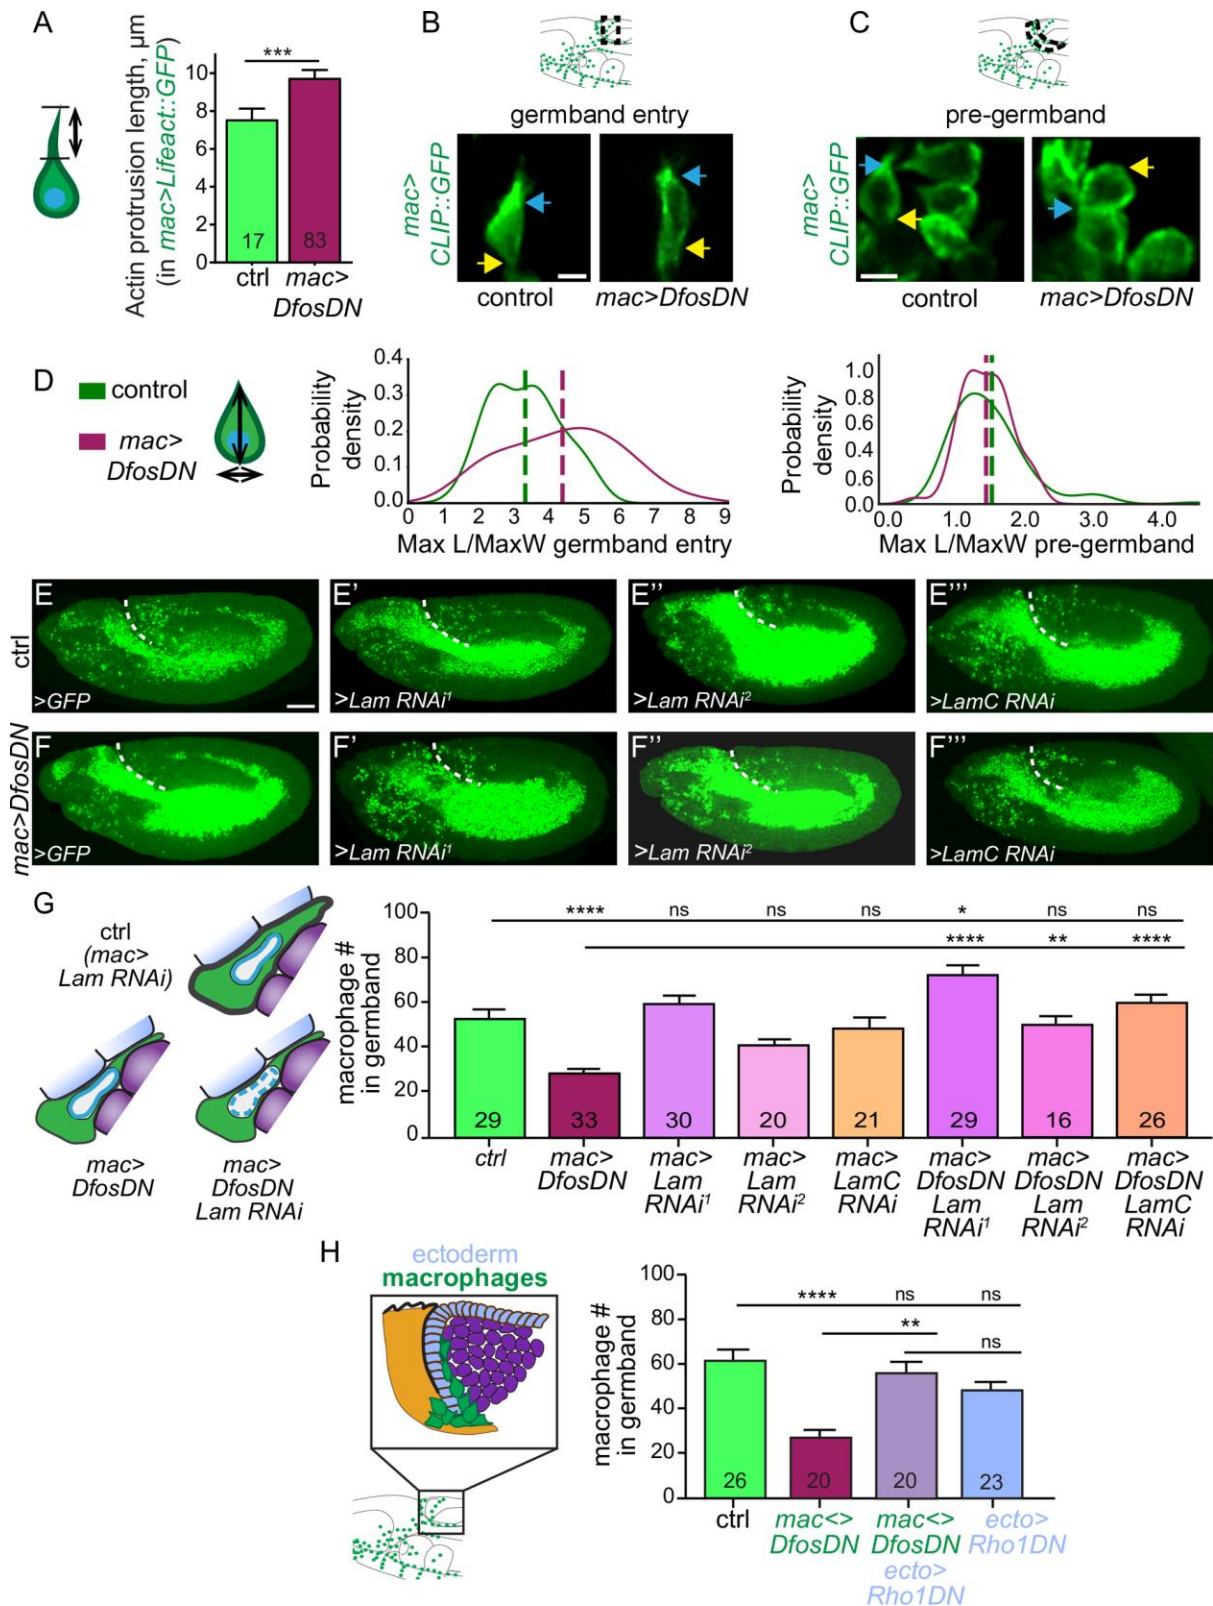 A
Actin protrusion length, µm
(in mac>Lifeact::GFP)
10
8
6
4
2
0
***
17
83
ctrl
mac>
DfosDN
B
germband entry
mac>
CLIP::GFP
control
mac>DfosDN
C
pre-germband
mac>
CLIP::GFP
control
mac>DfosDN
D
control
mac>
DfosDN
Probability
density
0.4
0.3
0.2
0.1
0.0
0 1 2 3 4 5 6 7 8 9
Max L/MaxW germband entry
Probability
density
1.0
0.8
0.6
0.4
0.2
0.0
0.0 1.0 2.0 3.0 4.0
Max L/MaxW pre-germband
ctrl
E
>GFP
E'
>Lam RNAi¹
E''
>Lam RNAi²
E'''
>LamC RNAi
mac>DfosDN
F
>GFP
F'
>Lam RNAi¹
F''
>Lam RNAi²
F'''
>LamC RNAi
G
ctrl
(mac>
Lam RNAi)
mac>
DfosDN
mac>
DfosDN
Lam RNAi
macrophage #
in germband
100
80
60
40
20
0
**** ns ns ns * ns ns
**** ** ****
29 33 30 20 21 29 16 26
ctrl
mac>
DfosDN
mac>
Lam
RNAi¹
mac>
Lam
RNAi²
mac>
LamC
RNAi
mac>
DfosDN
Lam
RNAi¹
mac>
DfosDN
Lam
RNAi²
mac>
DfosDN
LamC
RNAi
H
ectoderm
macrophages
macrophage #
in germband
100
80
60
40
20
0
**** ns ns
**
ns
26 20 20 23
ctrl
mac<>
DfosDN
mac<>
DfosDN
ecto>
Rho1DN
ecto>
Rho1DN